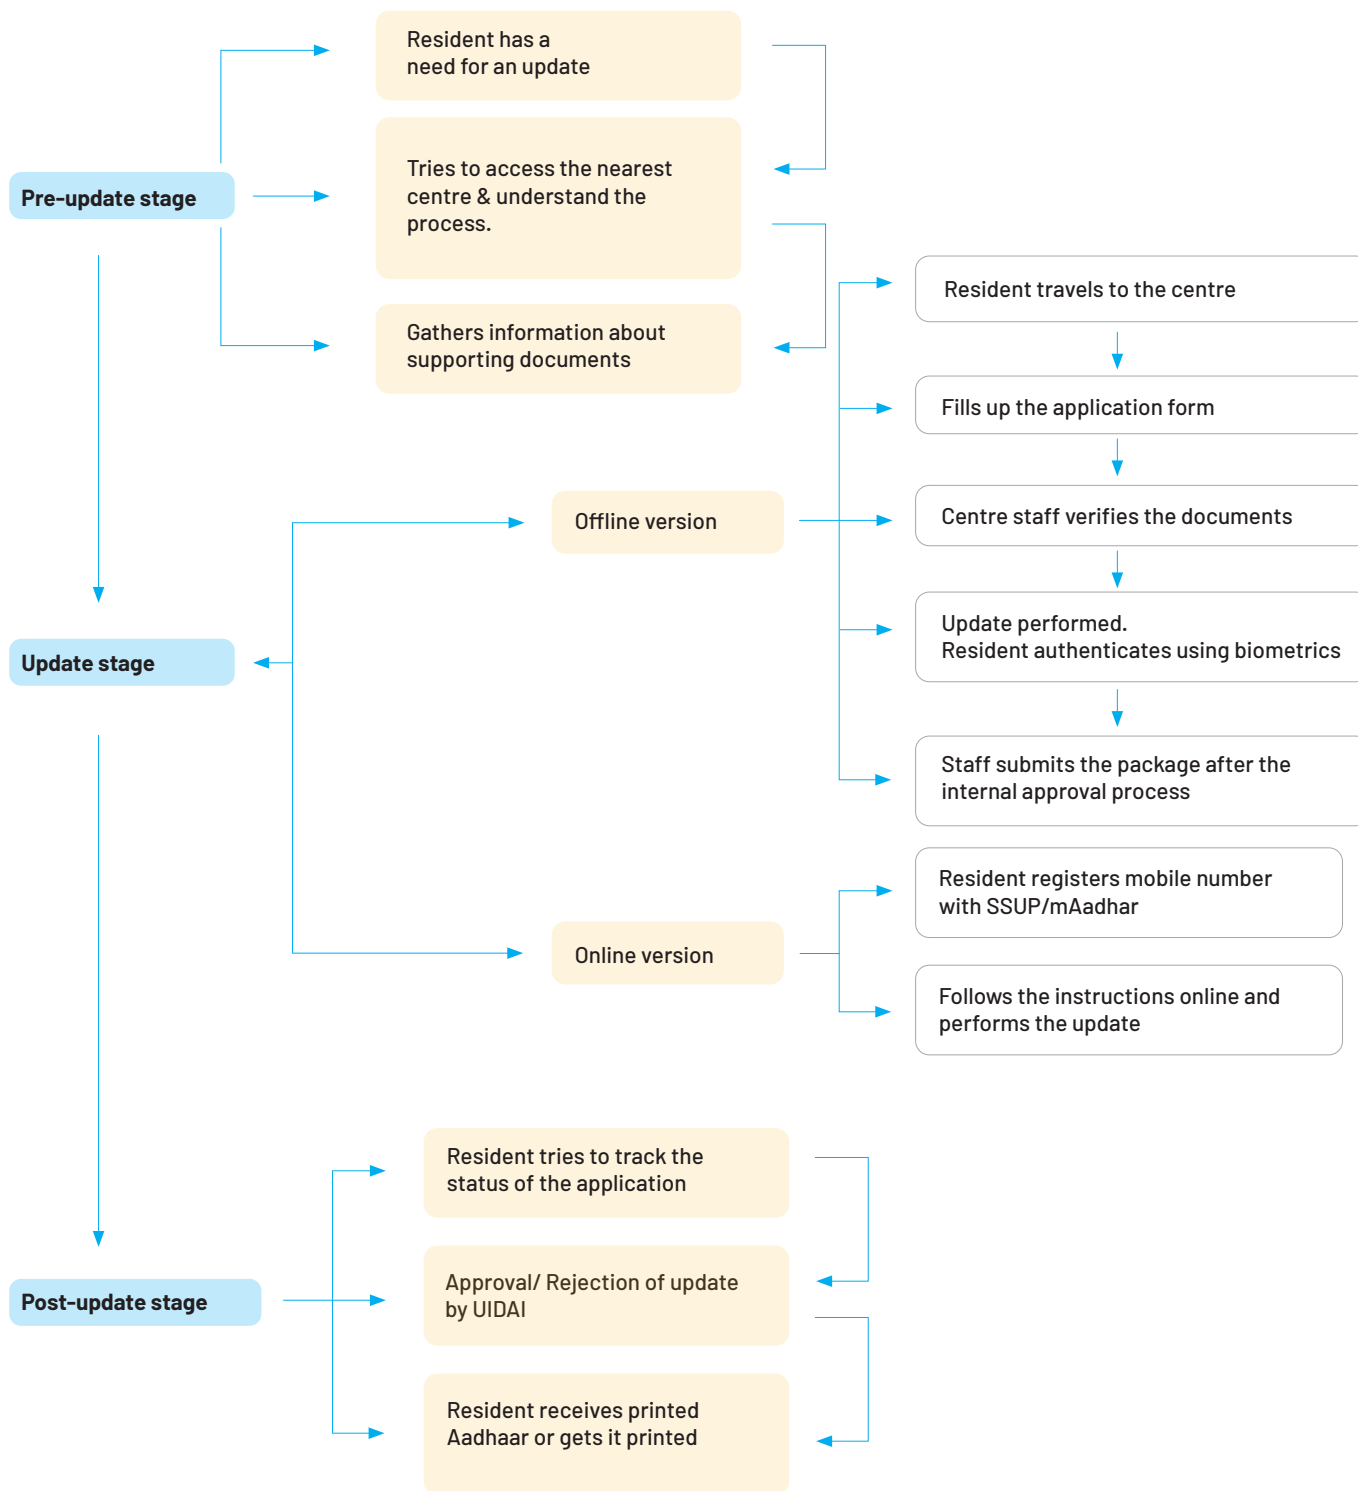 Resident has a
need for an update
Pre-update stage
Tries to access the nearest
centre & understand the
process.
Gathers information about
supporting documents
Resident travels to the centre
Fills up the application form
Offline version
Centre staff verifies the documents
Update performed.
Resident authenticates using biometrics
Update stage
Staff submits the package after the
internal approval process
Resident registers mobile number
with SSUP/mAadhar
Online version
Follows the instructions online and
performs the update
Resident tries to track the
status of the application
Post-update stage
Approval/ Rejection of update
by UIDAI
Resident receives printed
Aadhaar or gets it printed